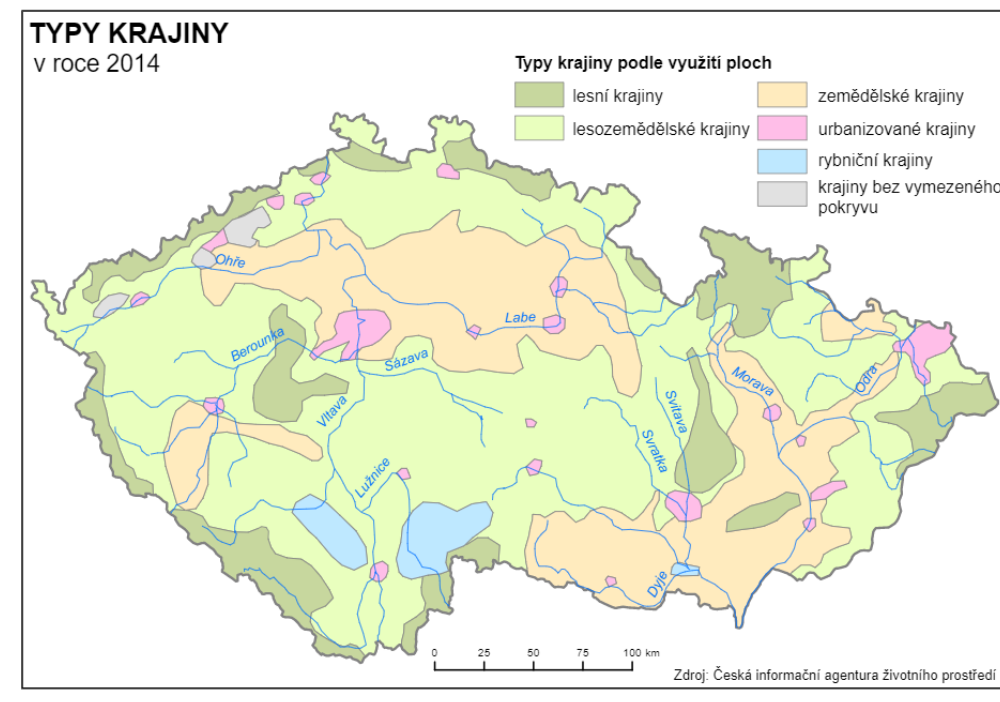 TYPY KRAJINY
v roce 2014
Typy krajiny podle využití ploch
lesní krajiny
lesozemědělské krajiny
zemědělské krajiny
urbanizované krajiny
rybniční krajiny
krajiny bez vymezeného
pokryvu
Ohře
Labe
Berounka
Sázava
Vltava
Lužnice
Svitava
Svratka
Morava
Odra
Dyje
0 25 50 75 100 km
Zdroj: Česká informační agentura životního prostředí